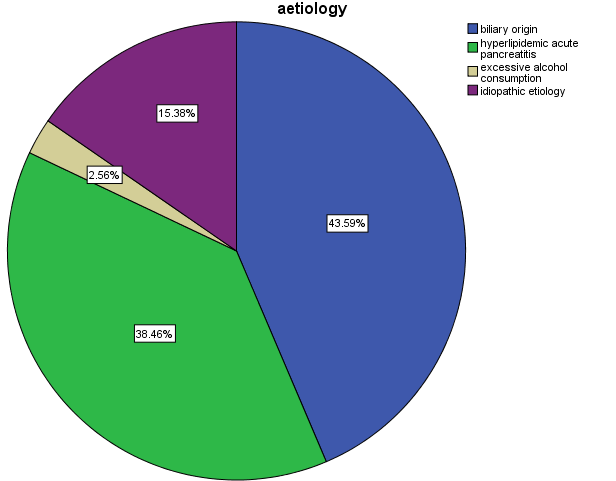 aetiology
biliary origin
hyperlipidemic acute
pancreatitis
excessive alcohol
consumption
idiopathic etiology
15.38%
2.56%
43.59%
38.46%